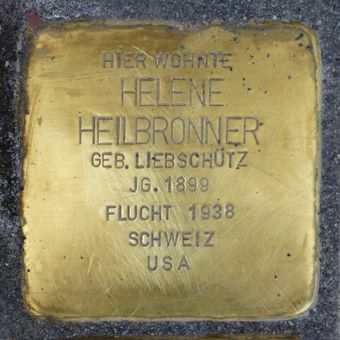 HIER WOHNTE
HELENE
HEILBRONNER
GEB. LIEBSCHÜTZ
JG. 1899
FLUCHT 1938
SCHWEIZ
USA